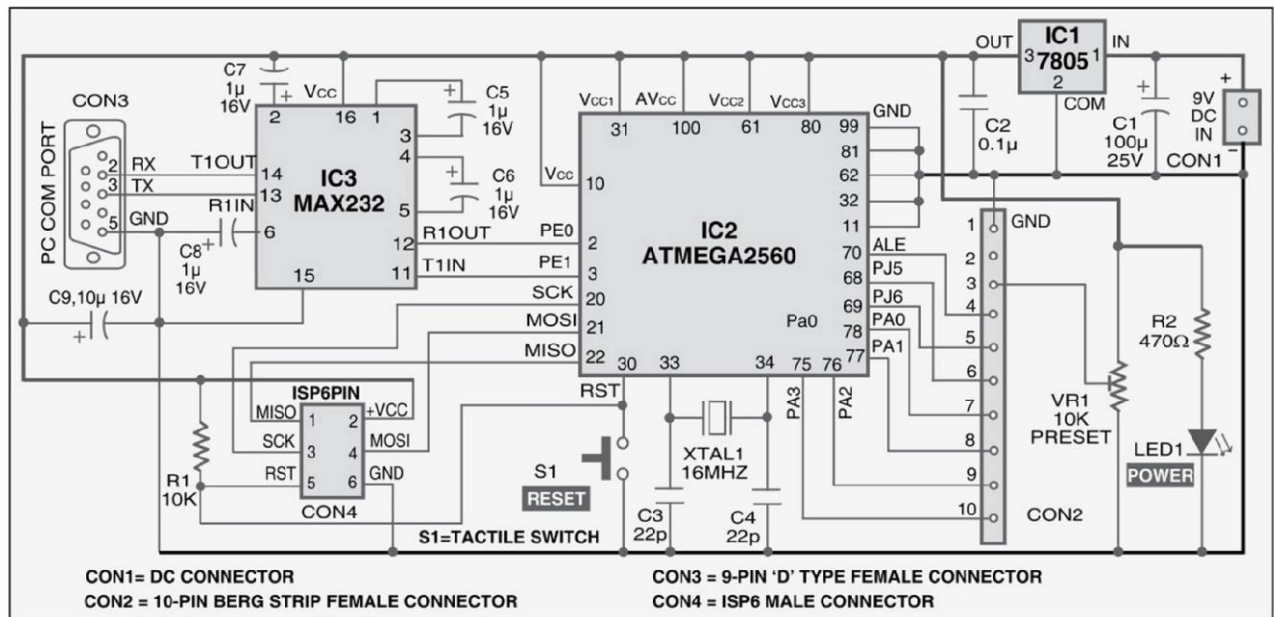 CON3
PC COM PORT
2
RX
3
TX
5
GND
T1OUT
R1IN
C7
1µ
16V
VCC
2
16
1
3
4
5
14
13
6
15
12
11
IC3
MAX232
C5
1µ
16V
C6
1µ
16V
C8
1µ
16V
C9,10µ 16V
R1OUT
T1IN
PE0
PE1
SCK
MOSI
MISO
VCC
VCC1
AVCC
VCC2
VCC3
31
100
61
80
10
2
3
20
21
22
30
33
34
75
76
77
78
69
68
70
11
32
62
81
99
IC2
ATMEGA2560
Pa0
GND
ALE
PJ5
PJ6
PA0
PA1
PA3
PA2
RST
OUT
IC1
3 7805 1
2
IN
COM
C2
0.1µ
C1
100µ
25V
+
9V
DC
IN
–
CON1
1
GND
2
3
4
5
6
7
8
9
10
CON2
VR1
10K
PRESET
R2
470Ω
LED1
POWER
ISP6PIN
MISO
1
2
+VCC
SCK
3
4
MOSI
RST
5
6
GND
CON4
R1
10K
S1
RESET
XTAL1
16MHZ
C3
22p
C4
22p
S1=TACTILE SWITCH
CON1= DC CONNECTOR
CON2 = 10-PIN BERG STRIP FEMALE CONNECTOR
CON3 = 9-PIN ‘D’ TYPE FEMALE CONNECTOR
CON4 = ISP6 MALE CONNECTOR